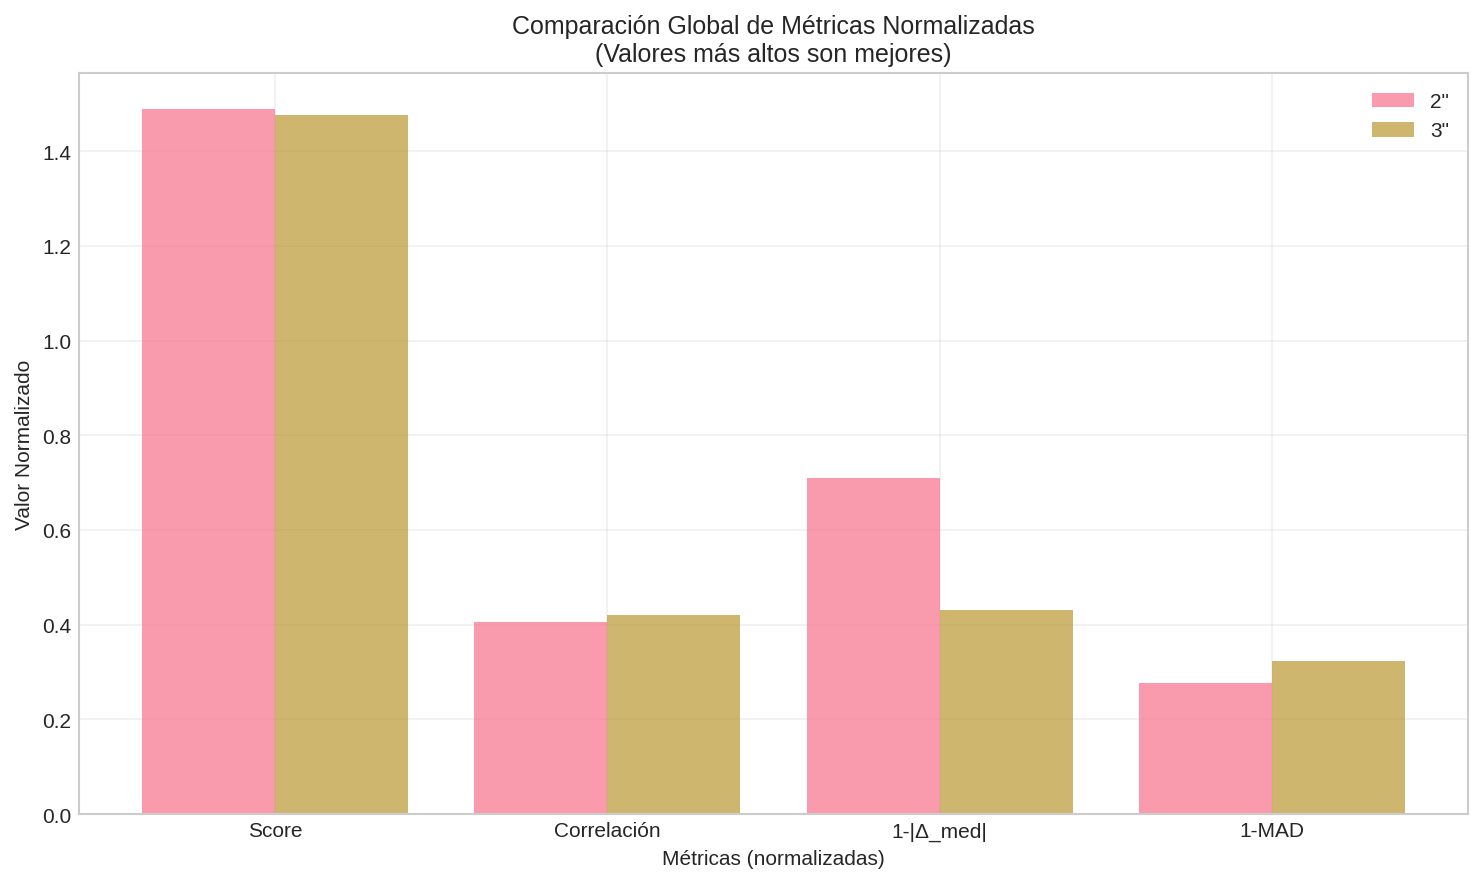 Comparación Global de Métricas Normalizadas
(Valores más altos son mejores)
2"
3"
Valor Normalizado
1.4
1.2
1.0
0.8
0.6
0.4
0.2
0.0
Score
Correlación
1-|Δ_med|
1-MAD
Métricas (normalizadas)